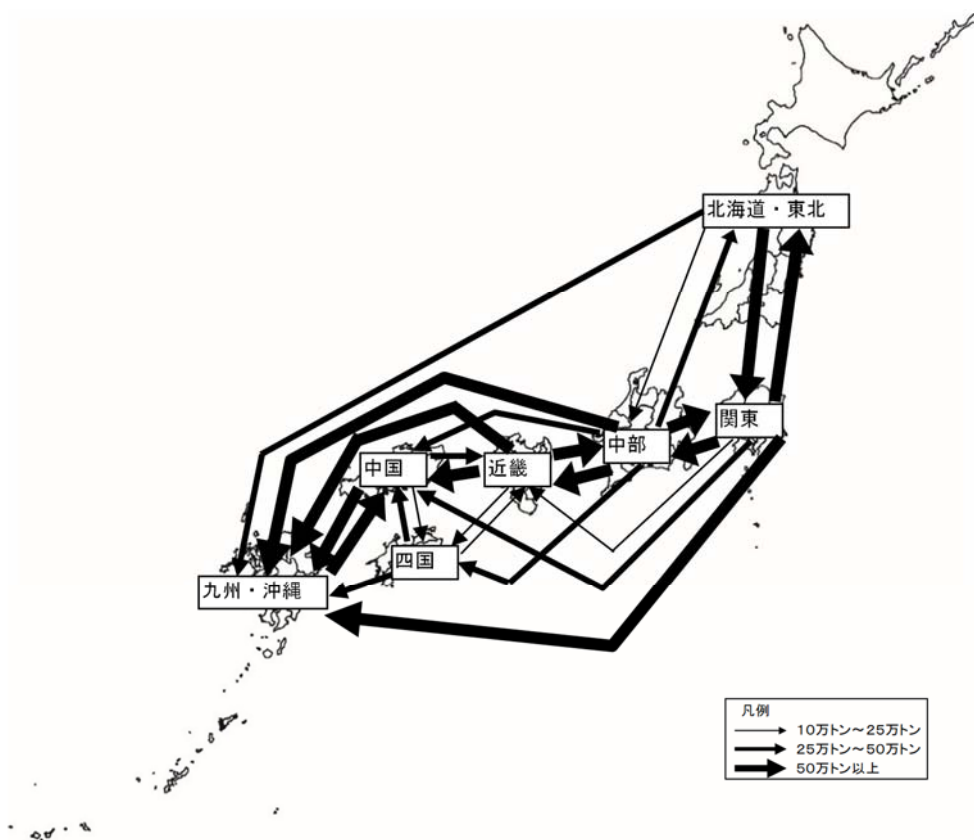 北海道・東北
関東
中部
中国
近畿
四国
九州・沖縄
凡例
10万トン～25万トン
25万トン～50万トン
50万トン以上